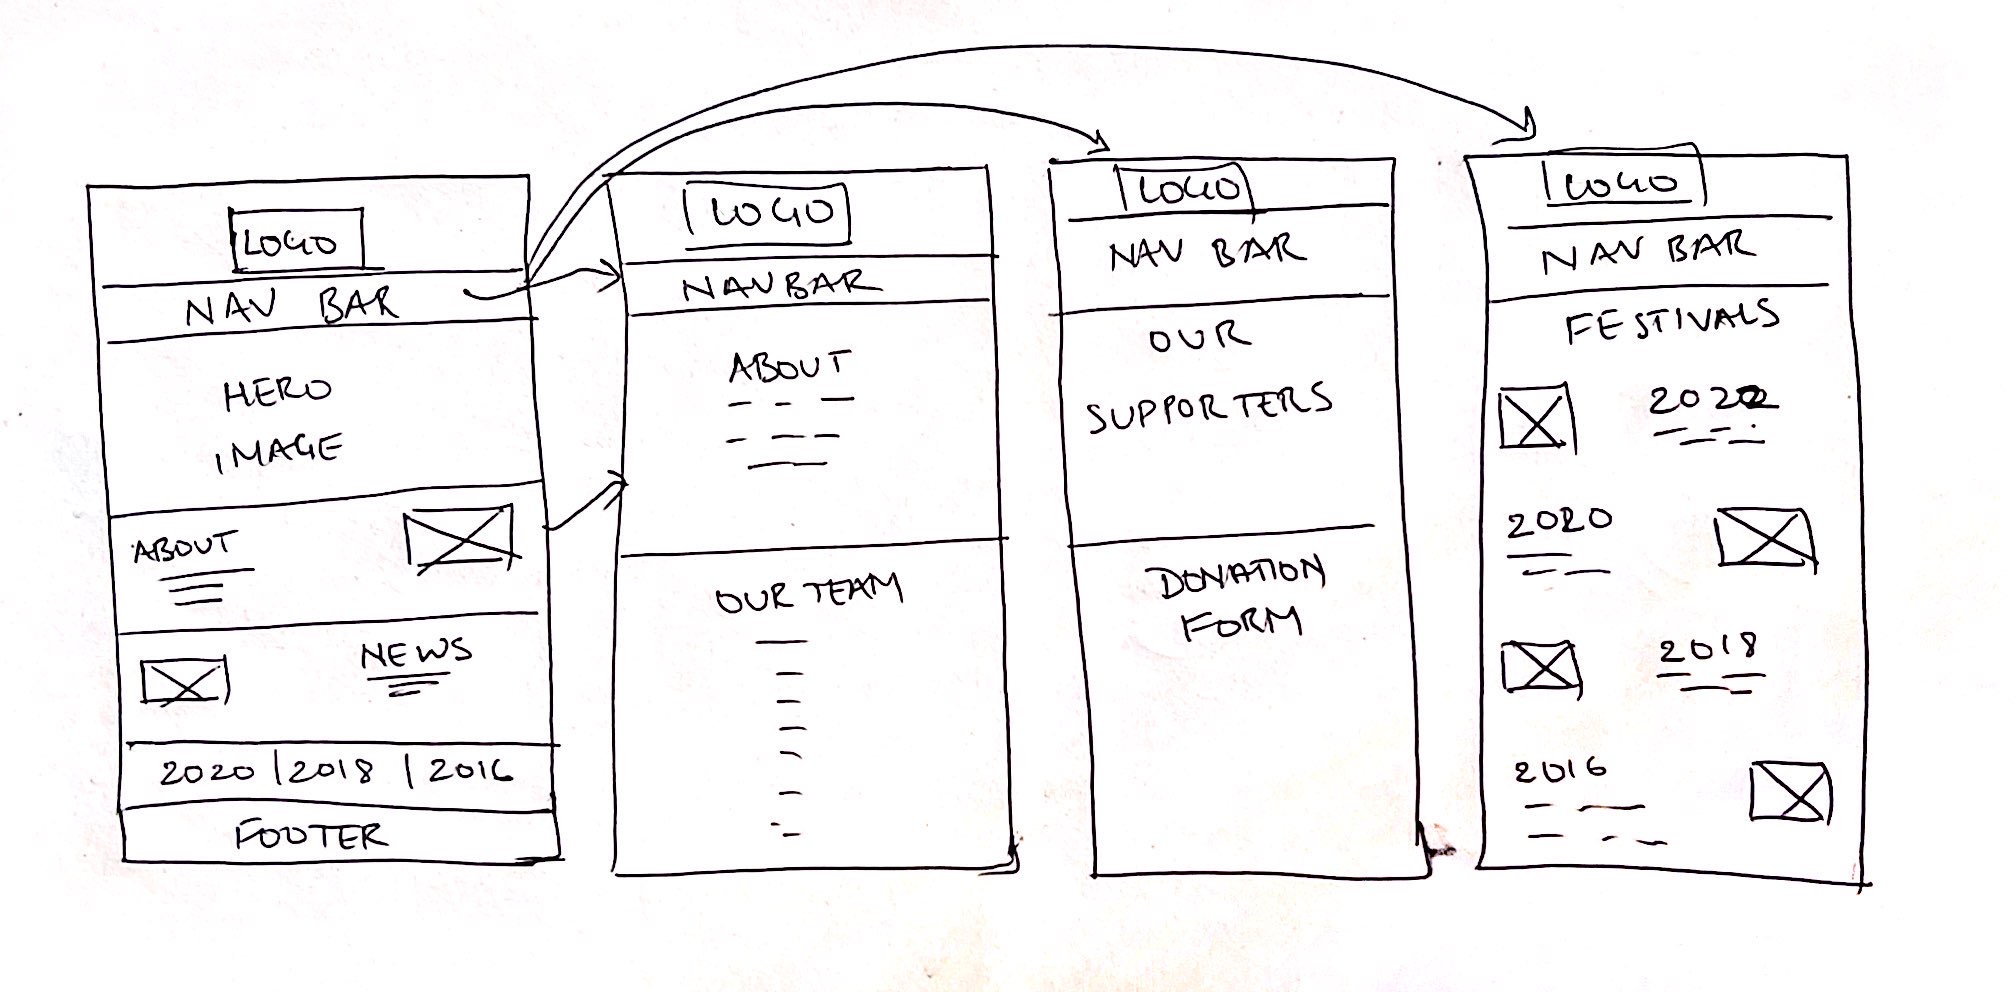 LOGO
NAV BAR
HERO
IMAGE
ABOUT
NEWS
2020 | 2018 | 2016
FOOTER
LOGO
NAVBAR
ABOUT
OUR TEAM
LOGO
NAV BAR
OUR
SUPPORTERS
DONATION
FORM
LOGO
NAV BAR
FESTIVALS
2022
2020
2018
2016